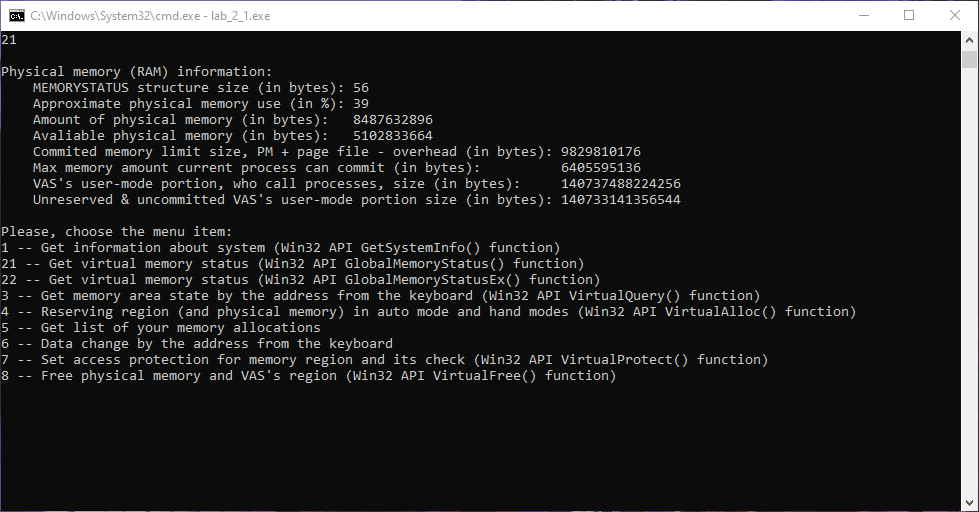 C:\Windows\System32\cmd.exe - lab_2_1.exe
21
Physical memory (RAM) information:
MEMORYSTATUS structure size (in bytes): 56
Approximate physical memory use (in %): 39
Amount of physical memory (in bytes):   8487632896
Avaliable physical memory (in bytes):   5102833664
Commited memory limit size, PM + page file - overhead (in bytes): 9829810176
Max memory amount current process can commit (in bytes):          6405595136
VAS's user-mode portion, who call processes, size (in bytes):     140737488224256
Unreserved & uncommitted VAS's user-mode portion size (in bytes): 140733141356544
Please, choose the menu item:
1 -- Get information about system (Win32 API GetSystemInfo() function)
21 -- Get virtual memory status (Win32 API GlobalMemoryStatus() function)
22 -- Get virtual memory status (Win32 API GlobalMemoryStatusEx() function)
3 -- Get memory area state by the address from the keyboard (Win32 API VirtualQuery() function)
4 -- Reserving region (and physical memory) in auto mode and hand modes (Win32 API VirtualAlloc() function)
5 -- Get list of your memory allocations
6 -- Data change by the address from the keyboard
7 -- Set access protection for memory region and its check (Win32 API VirtualProtect() function)
8 -- Free physical memory and VAS's region (Win32 API VirtualFree() function)